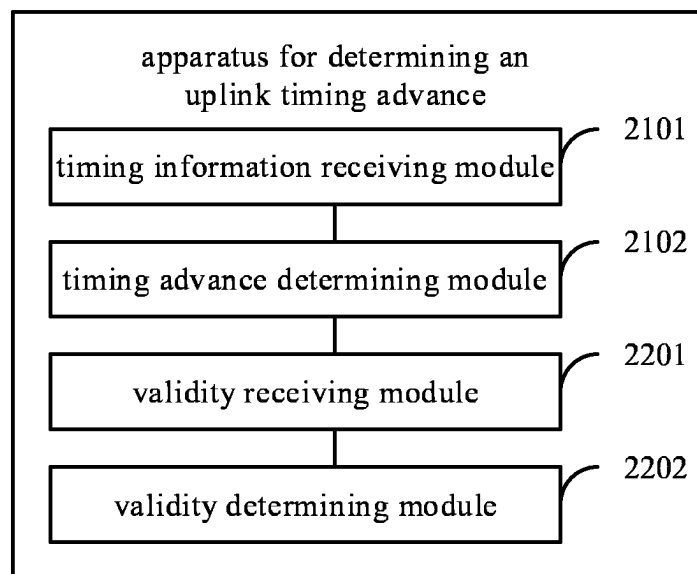 apparatus for determining an
uplink timing advance
2101
timing information receiving module
2102
timing advance determining module
2201
validity receiving module
2202
validity determining module